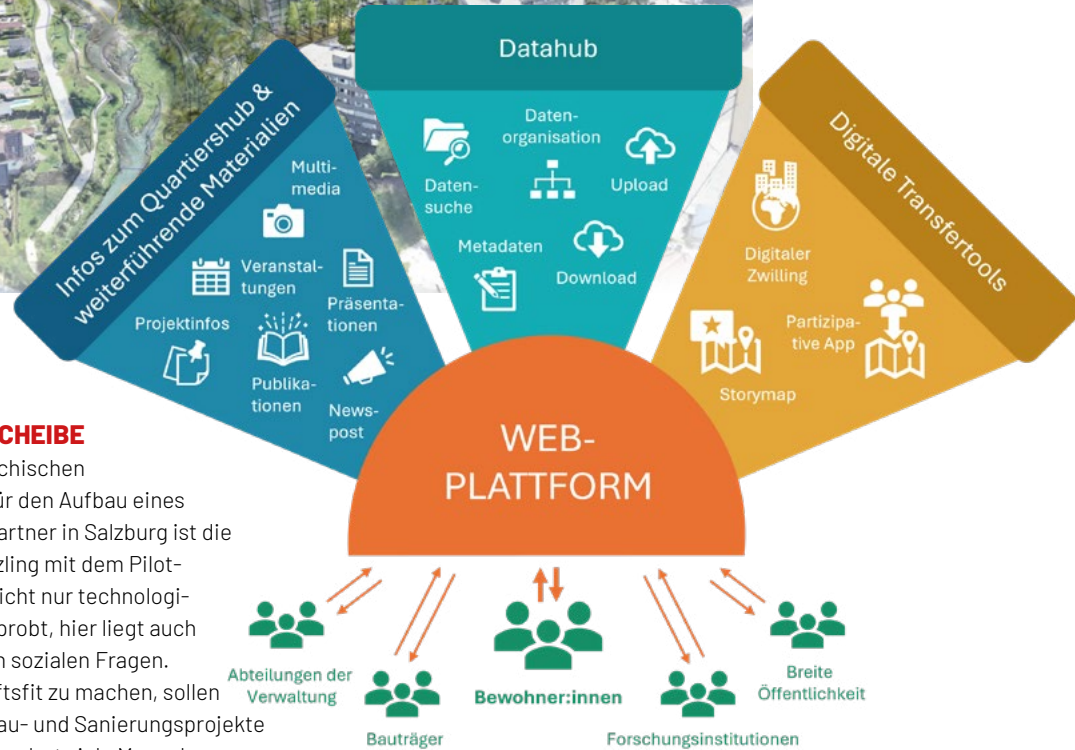 Datahub
Infos zum Quartiershub &
weiterführende Materialien
Digitale Transfertools
Multi-
media
Veranstal-
tungen
Präsenta-
tionen
Projektinfos
Publika-
tionen
News-
post
Daten-
organisation
Daten-
suche
Upload
Metadaten
Download
Digitaler
Zwilling
Partizipa-
tive App
Storymap
WEB-
PLATTFORM
Abteilungen der
Verwaltung
Bauträger
Bewohner:innen
Forschungsinstitutionen
Breite
Öffentlichkeit
CHEIBE
chischen
ür den Aufbau eines
artner in Salzburg ist die
zling mit dem Pilot-
icht nur technologi-
probt, hier liegt auch
n sozialen Fragen.
ftsfit zu machen, sollen
au- und Sanierungsprojekte